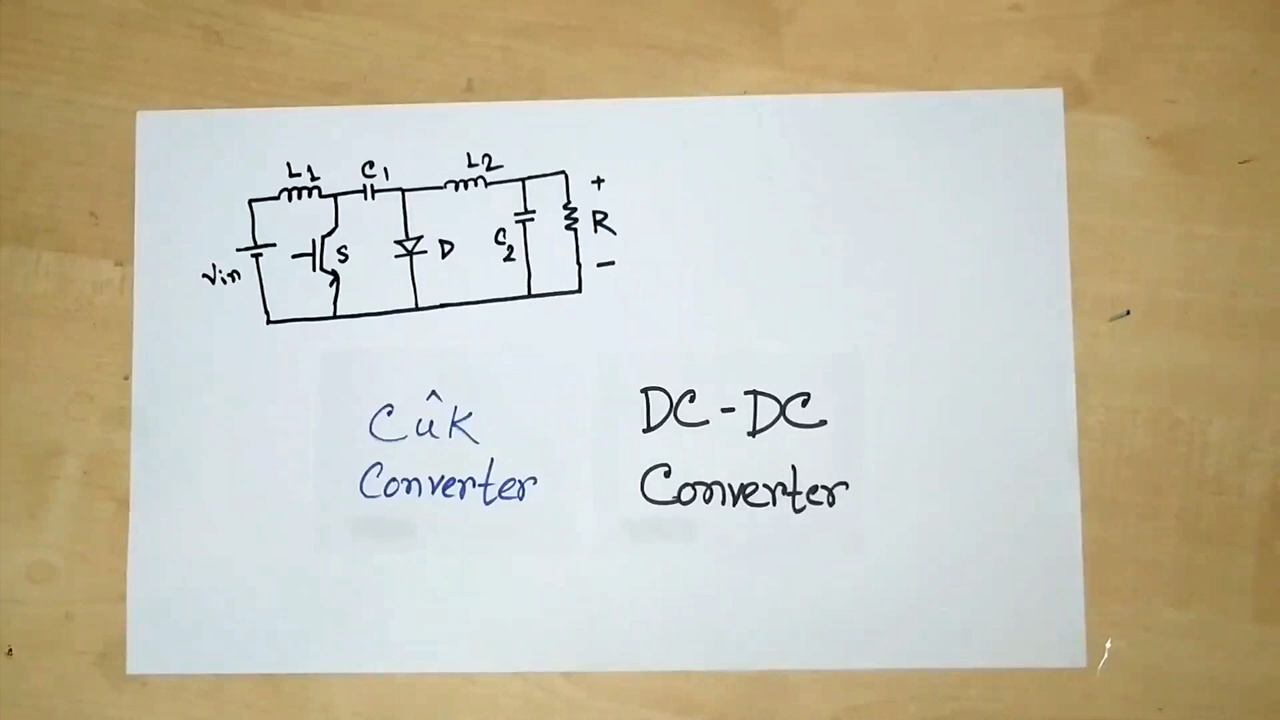 L1
C1
L2
+
Vin
S
D
C2
R
−
Cûk
Converter
DC-DC
Converter